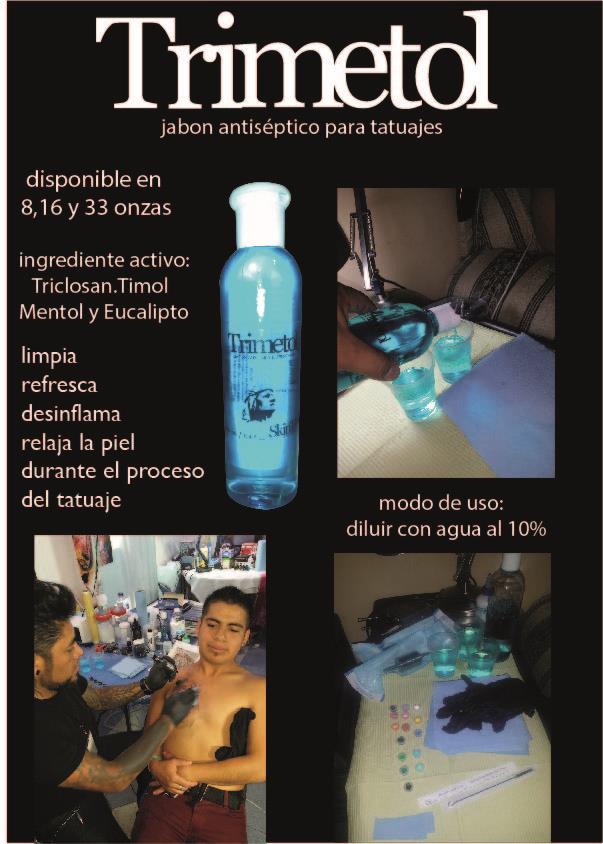 Trimetol
jabon antiséptico para tatuajes
disponible en
8,16 y 33 onzas
ingrediente activo:
Triclosan.Timol
Mentol y Eucalipto
limpia
refresca
desinflama
relaja la piel
durante el proceso
del tatuaje
Trimetol
modo de uso:
diluir con agua al 10%